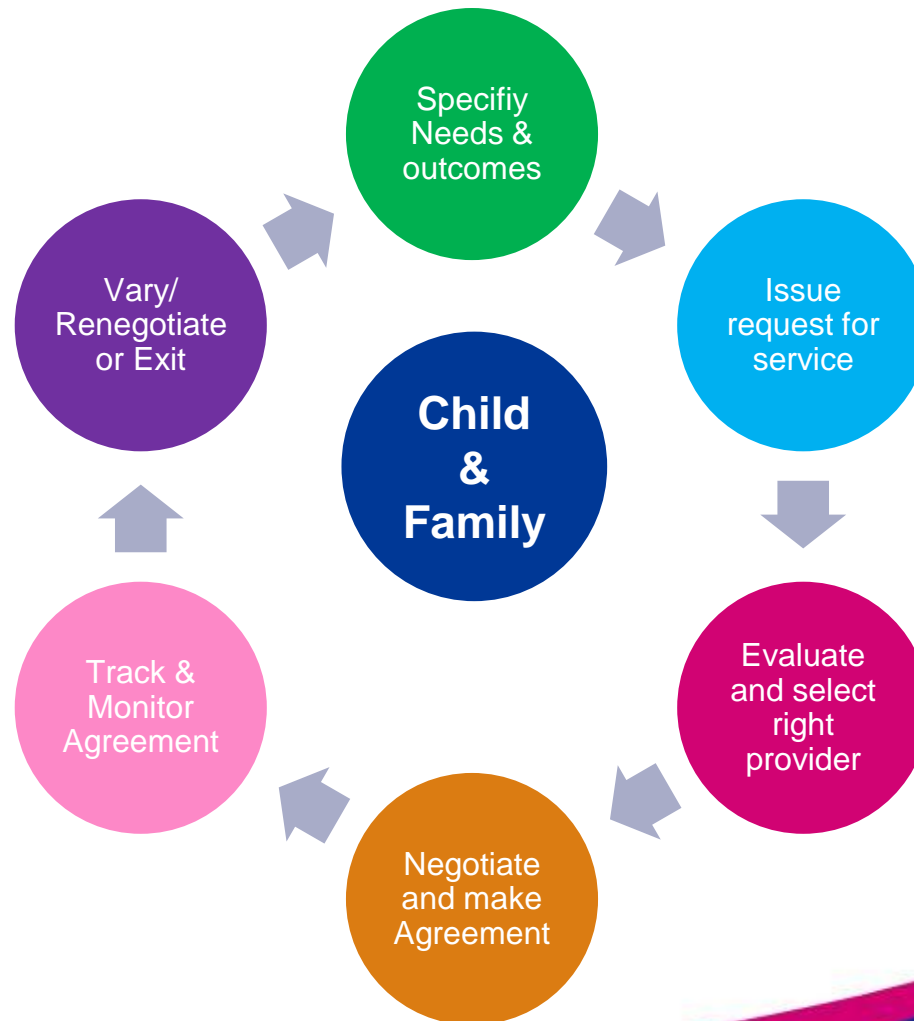 Specifiy
Needs &
outcomes
Issue
request for
service
Evaluate
and select
right
provider
Negotiate
and make
Agreement
Track &
Monitor
Agreement
Vary/
Renegotiate
or Exit
Child
&
Family